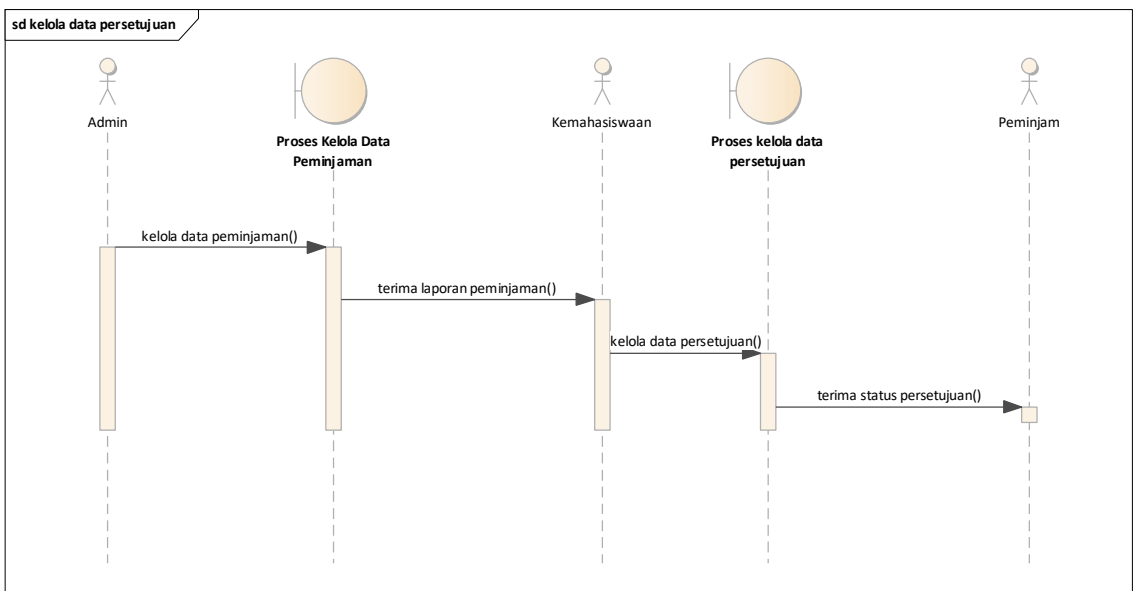 sd kelola data persetujuan
Admin
Proses Kelola Data
Peminjaman
Kemahasiswaan
Proses kelola data
persetujuan
Peminjam
kelola data peminjaman()
terima laporan peminjaman()
kelola data persetujuan()
terima status persetujuan()